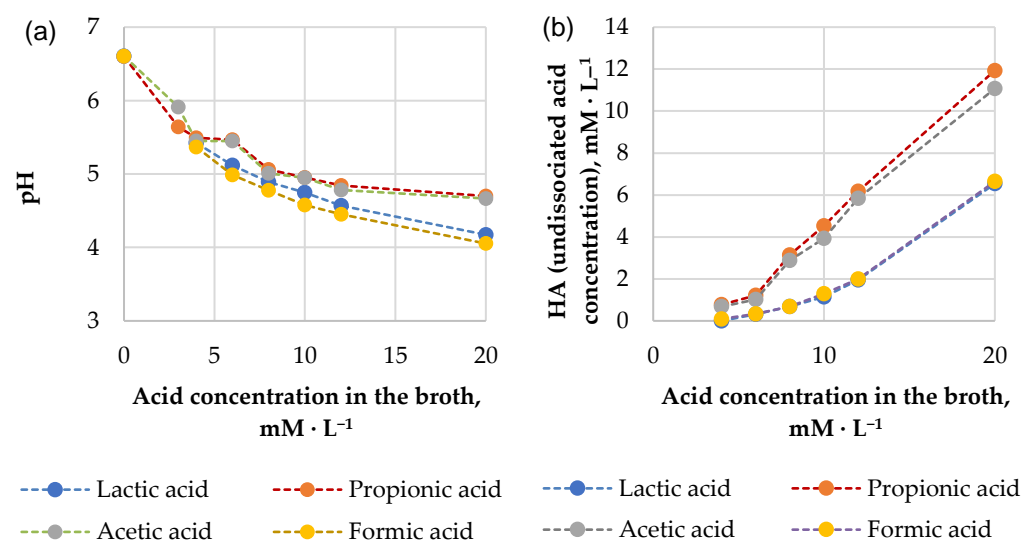 (a)
7
6
5
4
3
pH
0
5
10
15
20
Acid concentration in the broth,
mM · L⁻¹
Lactic acid
Propionic acid
Acetic acid
Formic acid
(b)
14
12
10
8
6
4
2
0
HA (undissociated acid
concentration), mM · L⁻¹
0
10
20
Acid concentration in the broth,
mM · L⁻¹
Lactic acid
Propionic acid
Acetic acid
Formic acid